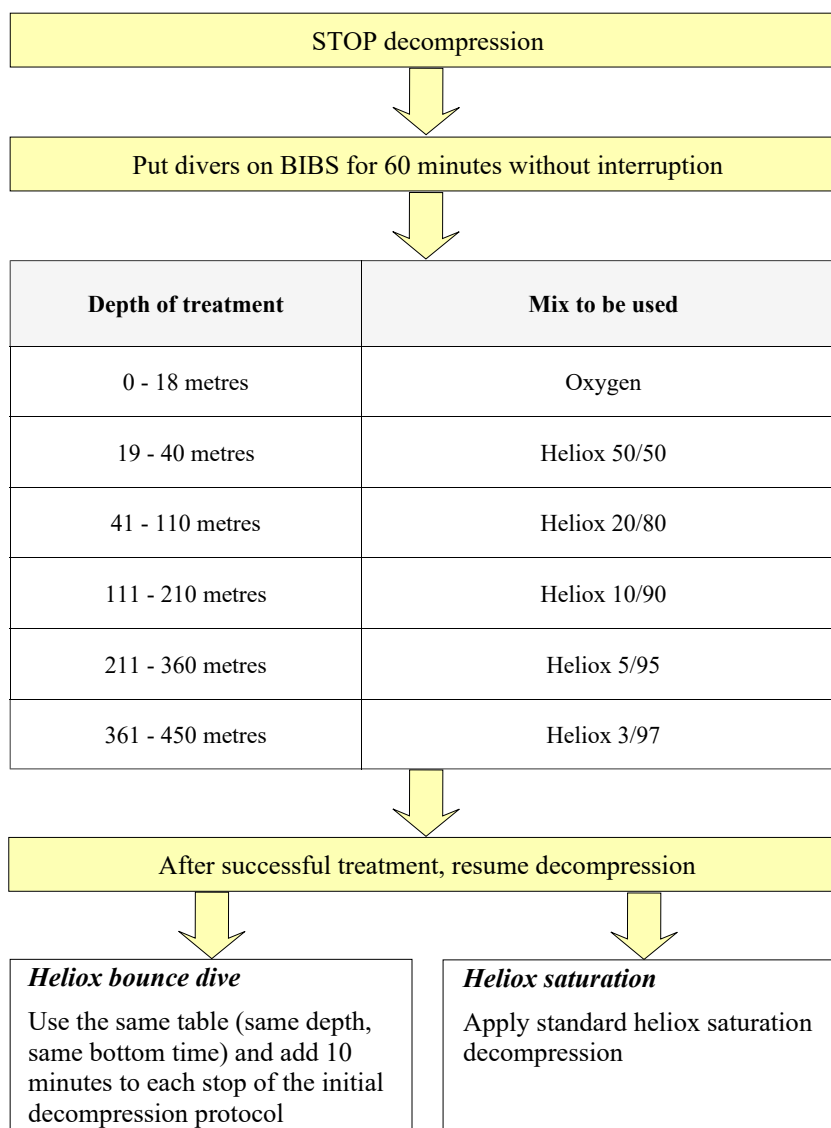 STOP decompression
Put divers on BIBS for 60 minutes without interruption
Depth of treatment Mix to be used
0 - 18 metres Oxygen
19 - 40 metres Heliox 50/50
41 - 110 metres Heliox 20/80
111 - 210 metres Heliox 10/90
211 - 360 metres Heliox 5/95
361 - 450 metres Heliox 3/97
After successful treatment, resume decompression
Heliox bounce dive
Use the same table (same depth,
same bottom time) and add 10
minutes to each stop of the initial
decompression protocol
Heliox saturation
Apply standard heliox saturation
decompression